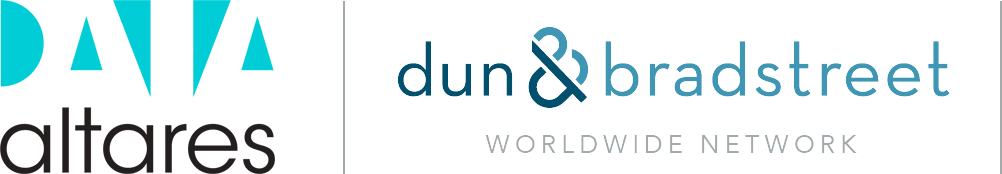 DATA
altares
dun & bradstreet
WORLDWIDE NETWORK